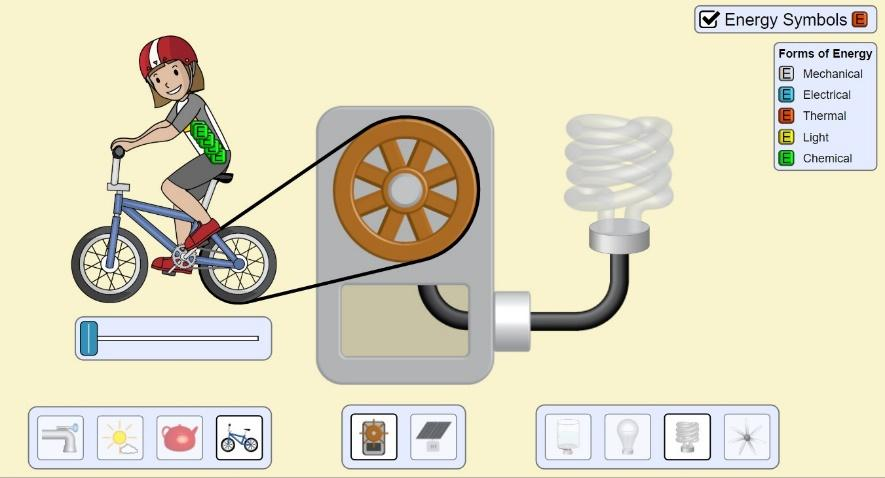 Energy Symbols E
Forms of Energy
E Mechanical
E Electrical
E Thermal
E Light
E Chemical
E
E
E
E